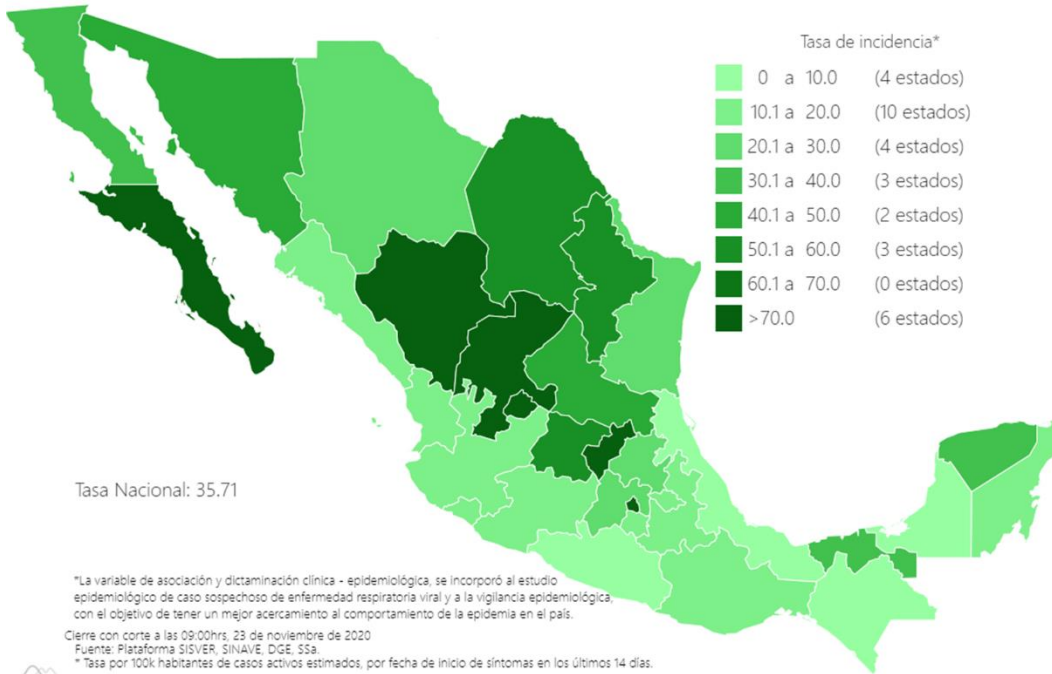 Tasa de incidencia*
0 a 10.0 (4 estados)
10.1 a 20.0 (10 estados)
20.1 a 30.0 (4 estados)
30.1 a 40.0 (3 estados)
40.1 a 50.0 (2 estados)
50.1 a 60.0 (3 estados)
60.1 a 70.0 (0 estados)
>70.0 (6 estados)
Tasa Nacional: 35.71
*La variable de asociación y dictaminación clínica - epidemiológica, se incorporó al estudio
epidemiológico de caso sospechoso de enfermedad respiratoria viral y a la vigilancia epidemiológica,
con el objetivo de tener un mejor acercamiento al comportamiento de la epidemia en el país.
Cierre con corte a las 09:00hrs, 23 de noviembre de 2020
Fuente: Plataforma SISVER, SINAVE, DGE, SSa.
* Tasa por 100k habitantes de casos activos estimados, por fecha de inicio de síntomas en los últimos 14 días.